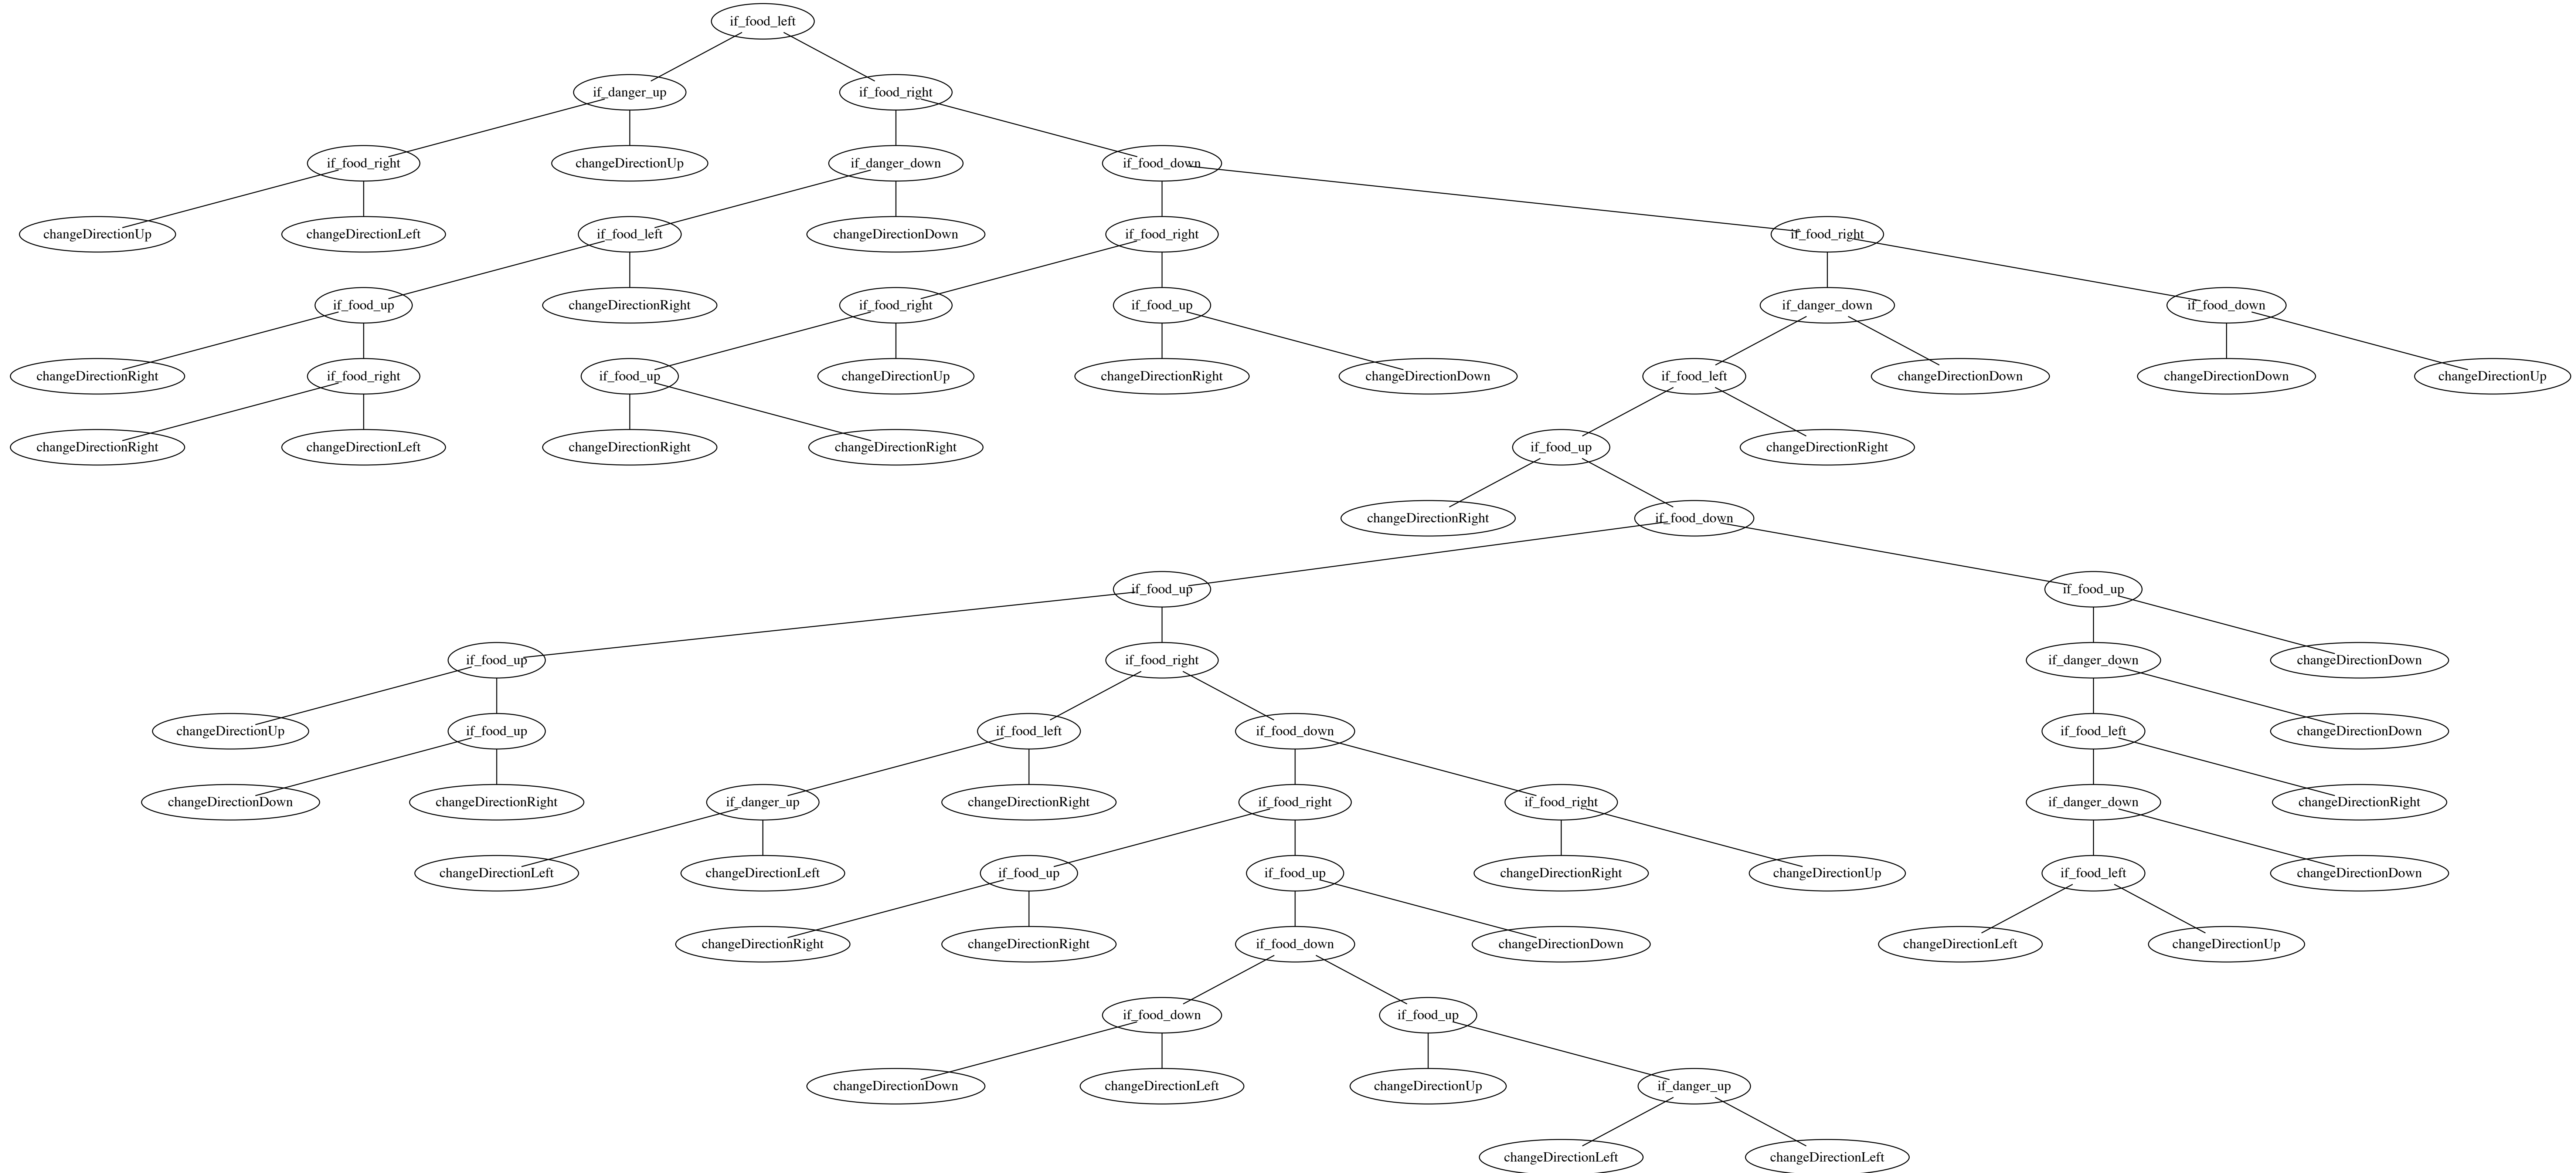 if_food_left
if_danger_up
if_food_right
if_food_right
changeDirectionUp
if_danger_down
if_food_down
changeDirectionUp
changeDirectionLeft
if_food_left
changeDirectionDown
if_food_right
if_food_right
if_food_up
changeDirectionRight
if_food_right
if_food_up
if_danger_down
if_food_down
changeDirectionRight
if_food_right
if_food_up
changeDirectionUp
changeDirectionRight
changeDirectionDown
if_food_left
changeDirectionDown
changeDirectionDown
changeDirectionUp
changeDirectionRight
changeDirectionLeft
changeDirectionRight
changeDirectionRight
if_food_up
changeDirectionRight
changeDirectionRight
if_food_down
if_food_up
if_food_up
if_food_up
if_food_right
if_danger_down
changeDirectionDown
changeDirectionUp
if_food_up
if_food_left
if_food_down
if_food_left
changeDirectionDown
changeDirectionDown
changeDirectionRight
if_danger_up
changeDirectionRight
if_food_right
if_food_right
if_danger_down
changeDirectionRight
changeDirectionLeft
changeDirectionLeft
if_food_up
if_food_up
changeDirectionRight
changeDirectionUp
if_food_left
changeDirectionDown
changeDirectionRight
changeDirectionRight
if_food_down
changeDirectionDown
changeDirectionLeft
changeDirectionUp
if_food_down
if_food_up
changeDirectionDown
changeDirectionLeft
changeDirectionUp
if_danger_up
changeDirectionLeft
changeDirectionLeft